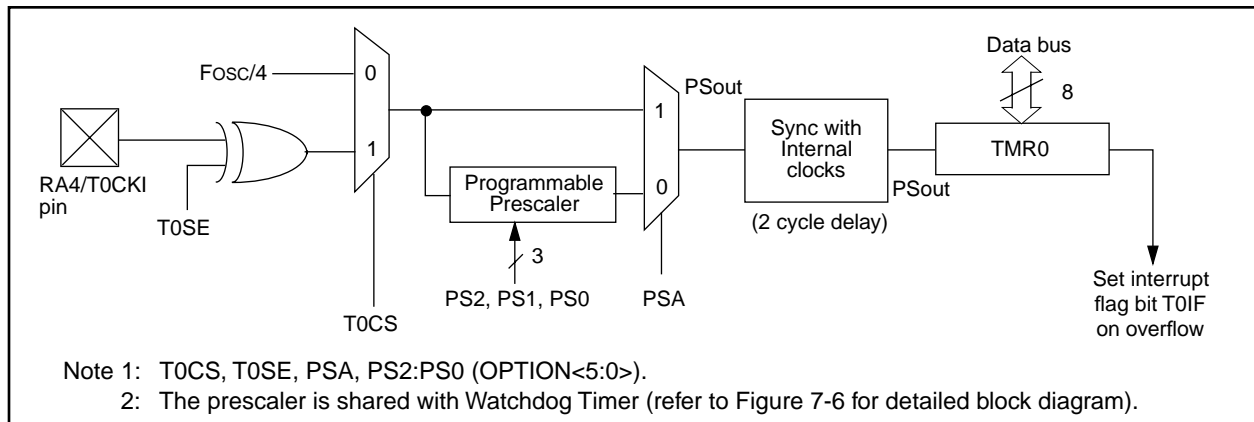 Data bus
FOSC/4
0
PSout
8
1
Sync with
Internal
clocks
TMR0
1
Programmable
Prescaler
0
PSout
RA4/T0CKI
pin
T0SE
(2 cycle delay)
3
PS2, PS1, PS0
PSA
T0CS
Set interrupt
flag bit T0IF
on overflow
Note 1: T0CS, T0SE, PSA, PS2:PS0 (OPTION<5:0>).
2: The prescaler is shared with Watchdog Timer (refer to Figure 7-6 for detailed block diagram).